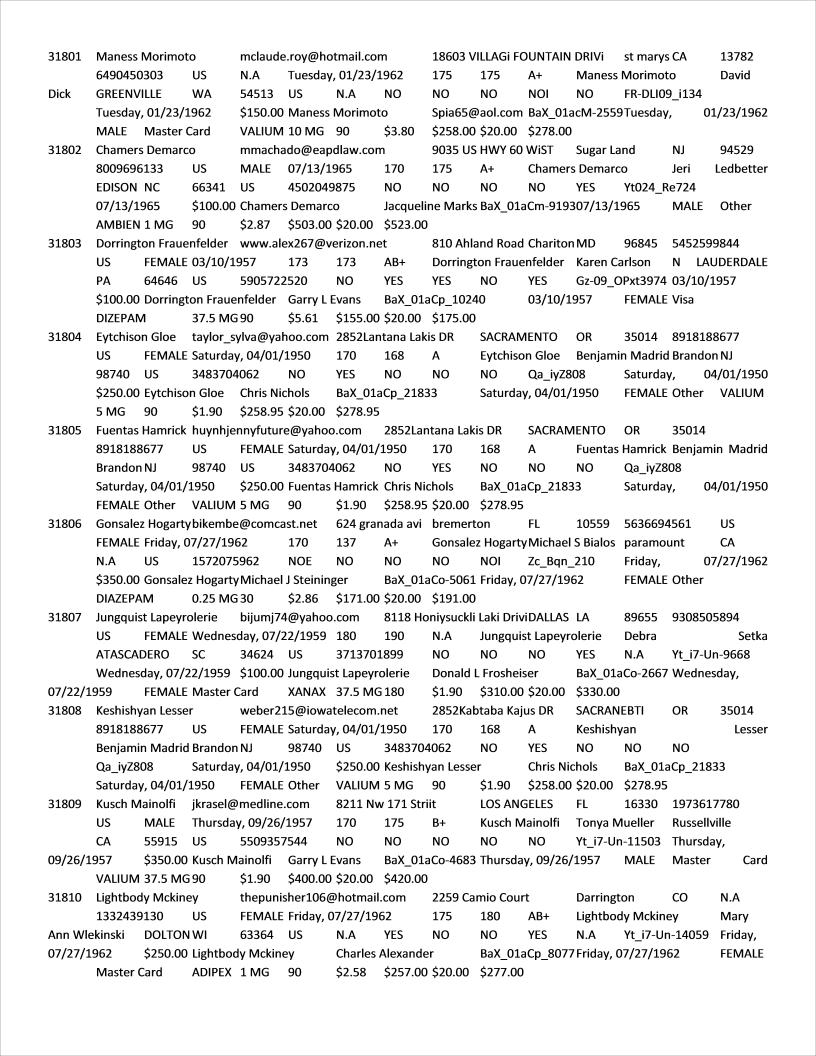 31801 Maness Morimoto mclaude.roy@hotmail.com 18603 VILLAGi FOUNTAIN DRIVi st marys CA 13782
6490450303 US N.A Tuesday, 01/23/1962 175 175 A+ Maness Morimoto David
Dick GREENVILLE WA 54513 US N.A NO NO NO NOI NO FR-DLI09_i134
Tuesday, 01/23/1962 $150.00 Maness Morimoto Spia65@aol.com BaX_01acM-2559Tuesday, 01/23/1962
MALE Master Card VALIUM 10 MG 90 $3.80 $258.00 $20.00 $278.00
31802 Chamers Demarco mmachado@eapdlaw.com 9035 US HWY 60 WiST Sugar Land NJ 94529
8009696133 US MALE 07/13/1965 170 175 A+ Chamers Demarco Jeri Ledbetter
EDISON NC 66341 US 4502049875 NO NO NO NO YES Yt024_Re724
07/13/1965 $100.00 Chamers Demarco Jacqueline Marks BaX_01aCm-919307/13/1965 MALE Other
AMBIEN 1 MG 90 $2.87 $503.00 $20.00 $523.00
31803 Dorrington Frauenfelder www.alex267@verizon.net 810 Ahland Road Chariton MD 96845 5452599844
US FEMALE 03/10/1957 173 173 AB+ Dorrington Frauenfelder Karen Carlson N LAUDERDALE
PA 64646 US 5905722520 NO YES YES NO YES Gz-09_OPxt3974 03/10/1957
$100.00 Dorrington Frauenfelder Garry L Evans BaX_01aCp_10240 03/10/1957 FEMALE Visa
DIZEPAM 37.5 MG 90 $5.61 $155.00 $20.00 $175.00
31804 Eytchison Gloe taylor_sylva@yahoo.com 2852Lantana Lakis DR SACRAMENTO OR 35014 8918188677
US FEMALE Saturday, 04/01/1950 170 168 A Eytchison Gloe Benjamin Madrid Brandon NJ
98740 US 3483704062 NO YES NO NO NO Qa_iyZ808 Saturday, 04/01/1950
$250.00 Eytchison Gloe Chris Nichols BaX_01aCp_21833 Saturday, 04/01/1950 FEMALE Other VALIUM
5 MG 90 $1.90 $258.95 $20.00 $278.95
31805 Fuentas Hamrick huynhjennyfuture@yahoo.com 2852Lantana Lakis DR SACRAMENTO OR 35014
8918188677 US FEMALE Saturday, 04/01/1950 170 168 A Fuentas Hamrick Benjamin Madrid
Brandon NJ 98740 US 3483704062 NO YES NO NO NO Qa_iyZ808
Saturday, 04/01/1950 $250.00 Fuentas Hamrick Chris Nichols BaX_01aCp_21833 Saturday, 04/01/1950
FEMALE Other VALIUM 5 MG 90 $1.90 $258.95 $20.00 $278.95
31806 Gonsalez Hogarty bikembe@comcast.net 624 granada avi bremerton FL 10559 5636694561 US
FEMALE Friday, 07/27/1962 170 137 A+ Gonsalez Hogarty Michael S Bialos paramount CA
N.A US 1572075962 NOE NO NO NO NOI Zc_Bqn_210 Friday, 07/27/1962
$350.00 Gonsalez Hogarty Michael J Steininger BaX_01aCo-5061 Friday, 07/27/1962 FEMALE Other
DIAZEPAM 0.25 MG 30 $2.86 $171.00 $20.00 $191.00
31807 Jungquist Lapeyrolerie bijumj74@yahoo.com 8118 Honiysuckli Laki DriviDALLAS LA 89655 9308505894
US FEMALE Wednesday, 07/22/1959 180 190 N.A Jungquist Lapeyrolerie Debra Setka
ATASCADERO SC 34624 US 3713701899 NO NO NO YES N.A Yt_i7-Un-9668
Wednesday, 07/22/1959 $100.00 Jungquist Lapeyrolerie Donald L Frosheiser BaX_01aCo-2667 Wednesday,
07/22/1959 FEMALE Master Card XANAX 37.5 MG 180 $1.90 $310.00 $20.00 $330.00
31808 Keshishyan Lesser weber215@iowatelecom.net 2852Kabtaba Kajus DR SACRANEBTI OR 35014
8918188677 US FEMALE Saturday, 04/01/1950 170 168 A Keshishyan Lesser
Benjamin Madrid Brandon NJ 98740 US 3483704062 NO YES NO NO NO
Qa_iyZ808 Saturday, 04/01/1950 $250.00 Keshishyan Lesser Chris Nichols BaX_01aCp_21833
Saturday, 04/01/1950 FEMALE Other VALIUM 5 MG 90 $1.90 $258.00 $20.00 $278.95
31809 Kusch Mainolfi jkrasel@medline.com 8211 Nw 171 Striit LOS ANGELES FL 16330 1973617780
US MALE Thursday, 09/26/1957 170 175 B+ Kusch Mainolfi Tonya Mueller Russellville
CA 55915 US 5509357544 NO NO NO NO NO Yt_i7-Un-11503 Thursday,
09/26/1957 $350.00 Kusch Mainolfi Garry L Evans BaX_01aCo-4683 Thursday, 09/26/1957 MALE Master Card
VALIUM 37.5 MG 90 $1.90 $400.00 $20.00 $420.00
31810 Lightbody Mckiney thepunisher106@hotmail.com 2259 Camio Court Darrington CO N.A
1332439130 US FEMALE Friday, 07/27/1962 175 180 AB+ Lightbody Mckiney Mary
Ann Wlekinski DOLTON WI 63364 US N.A YES NO NO YES N.A Yt_i7-Un-14059 Friday,
07/27/1962 $250.00 Lightbody Mckiney Charles Alexander BaX_01aCp_8077 Friday, 07/27/1962 FEMALE
Master Card ADIPEX 1 MG 90 $2.58 $257.00 $20.00 $277.00